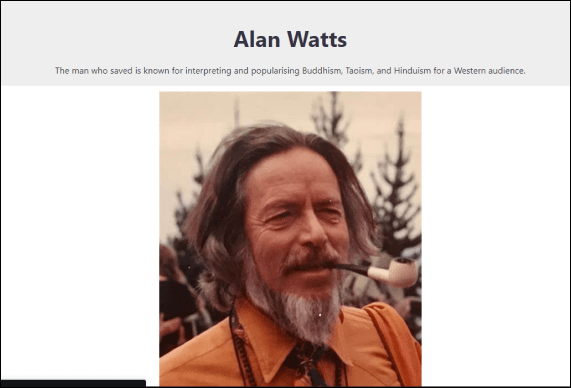 Alan Watts
The man who saved is known for interpreting and popularising Buddhism, Taoism, and Hinduism for a Western audience.